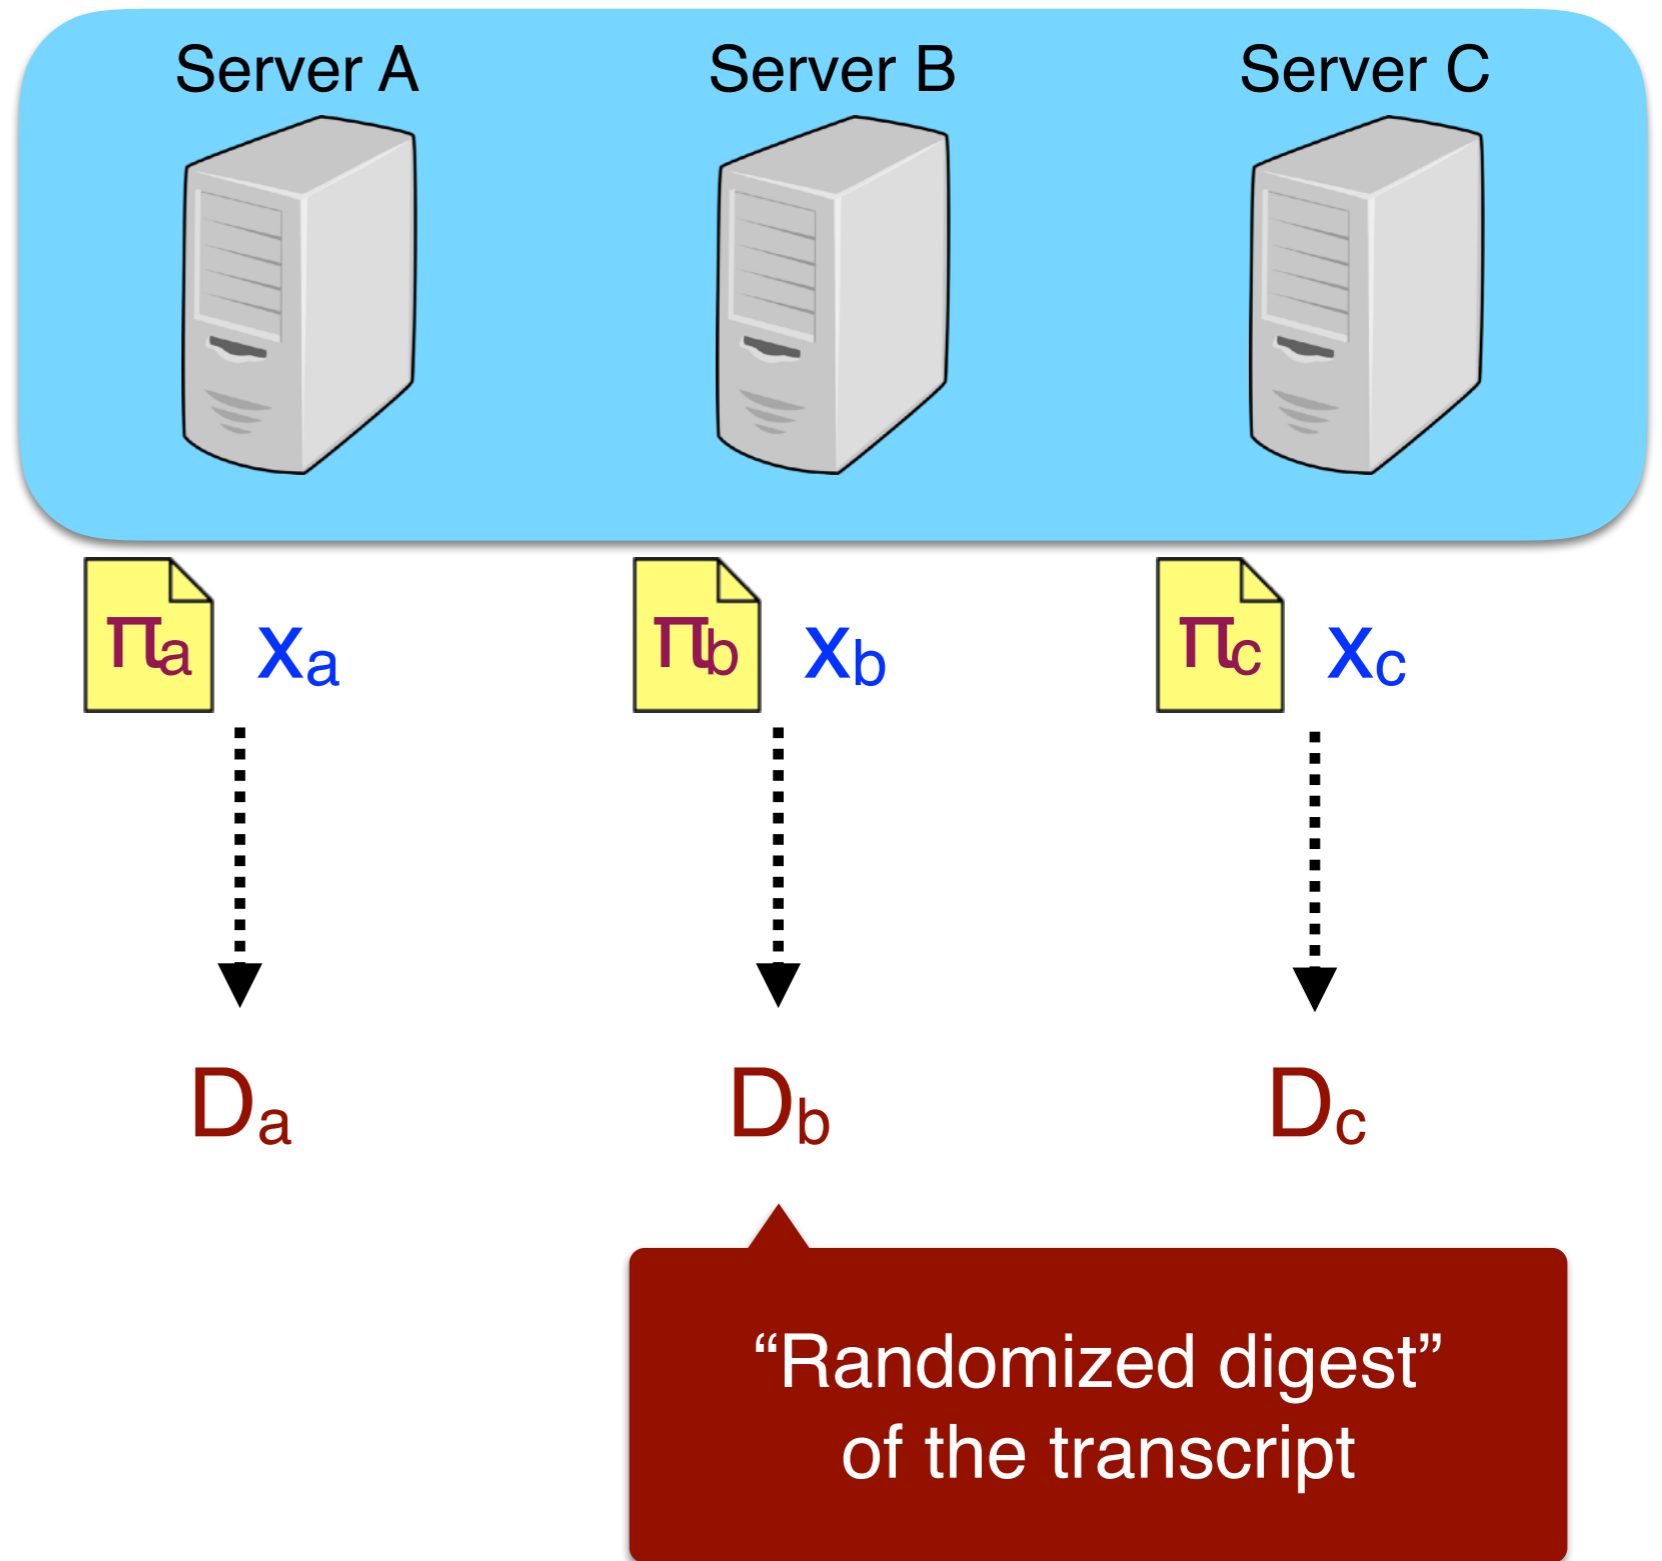 Server A Server B Server C
πa xa πb xb πc xc
Da Db Dc
“Randomized digest”
of the transcript